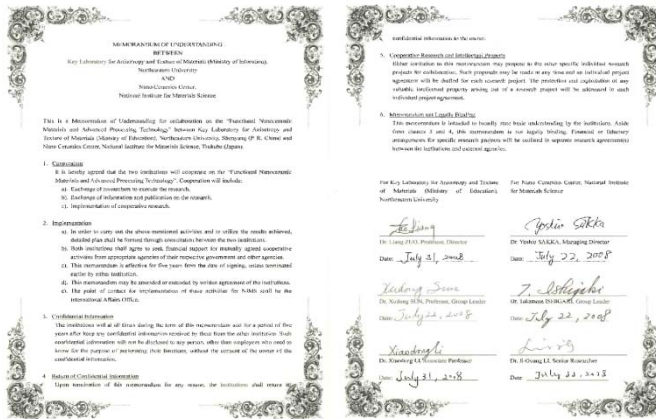 MEMORANDUM OF UNDERSTANDING
BETWEEN
Key Laboratory for Anisotropy and Texture of Materials (Ministry of Education),
Northeastern University
AND
Nano-Ceramics Center,
National Institute for Materials Science
This is a Memorandum of Understanding for collaboration on the "Functional Nanoceramic
Materials and Advanced Processing Technology" between Key Laboratory for Anisotropy and
Texture of Materials (Ministry of Education), Northeastern University, Shenyang (P. R. China) and
Nano Ceramics Center, National Institute for Materials Science, Tsukuba (Japan).
1. Cooperation
It is hereby agreed that the two institutions will cooperate on the "Functional Nanoceramic
Materials and Advanced Processing Technology". Cooperation will include:
a). Exchange of researchers to execute the research.
b). Exchange of information and publication on the research.
c). Implementation of cooperative research.
2. Implementation
a). In order to carry out the above-mentioned activities and to utilize the results achieved,
detailed plan shall be formed through consultation between the two institutions.
b). Both institutions shall agree to seek financial support for mutually agreed cooperative
activities from appropriate agencies of their respective government and other agencies.
c). This memorandum is effective for five years from the date of signing, unless terminated
earlier by either institution.
d). This memorandum may be amended or extended by written agreement of the institutions.
e). The point of contact for implementation of these activities for NIMS shall be the
International Affairs Office.
3. Confidential Information
The institutions will at all times during the term of this memorandum and for a period of five
years after keep any confidential information received by them from the other institution. Such
confidential information will not be disclosed to any person, other than employees who need to
know for the purpose of performing their functions, without the consent of the owner of the
confidential information.
4. Return of Confidential Information
Upon termination of this memorandum for any reason, the institutions shall return all
confidential information to the owner.
5. Cooperative Research and Intellectual Property
Either institution to this memorandum may propose to the other specific individual research
projects for collaboration. Such proposals may be made at any time and an individual project
agreement will be drafted for each research project. The protection and exploitation of any
valuable intellectual property arising out of a research project will be addressed in each
individual project agreement.
6. Memorandum not Legally Binding
This memorandum is intended to broadly state basic understanding by the institutions. Aside
from clauses 3 and 4, this memorandum is not legally binding. Financial or fiduciary
arrangements for specific research projects will be outlined in separate research agreement(s)
between the institutions and external agencies.
For Key Laboratory for Anisotropy and Texture
of Materials (Ministry of Education),
Northeastern University
For Nano Ceramics Center, National Institute
for Materials Science
Dr. Liang ZUO, Professor, Director
Date: July 31, 2008
Yoshio Sakka
Dr. Yoshio SAKKA, Managing Director
Date: July 22, 2008
Xudong Sun
Dr. Xudong SUN, Professor, Group Leader
Date: July 22, 2008
T. Ishigaki
Dr. Takamasa ISHIGAKI, Group Leader
Date: July 22, 2008
Xiaodong Li
Dr. Xiaodong LI, Associate Professor
Date: July 31, 2008
Dr. Ji-Guang LI, Senior Researcher
Date: July 22, 2008